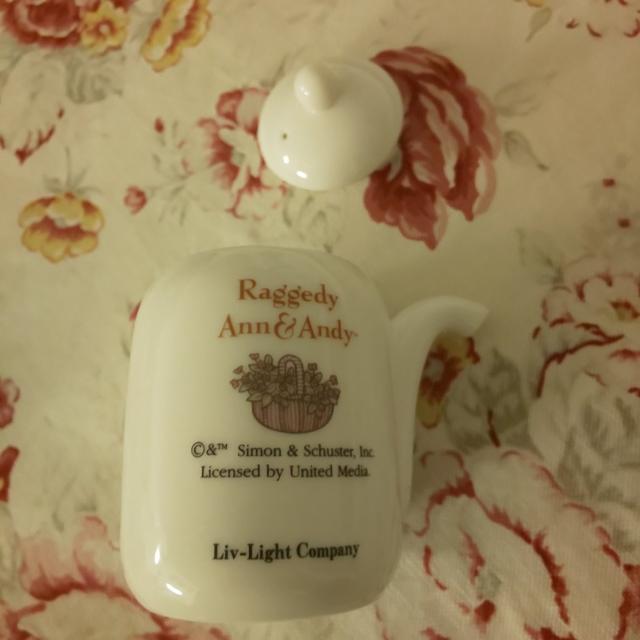 Raggedy
Ann & Andy™
©&™ Simon & Schuster, Inc.
Licensed by United Media.
Liv-Light Company